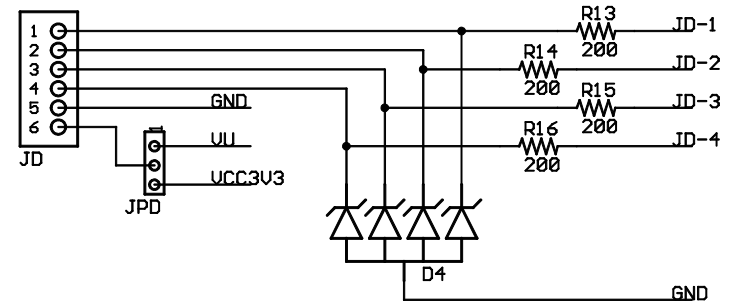 R13
1 JD-1
200
2 R14 JD-2
3 200
4 R15 JD-3
5 GND 200
6 R16 JD-4
VU 200
JD
VCC3V3
JPD
D4
GND